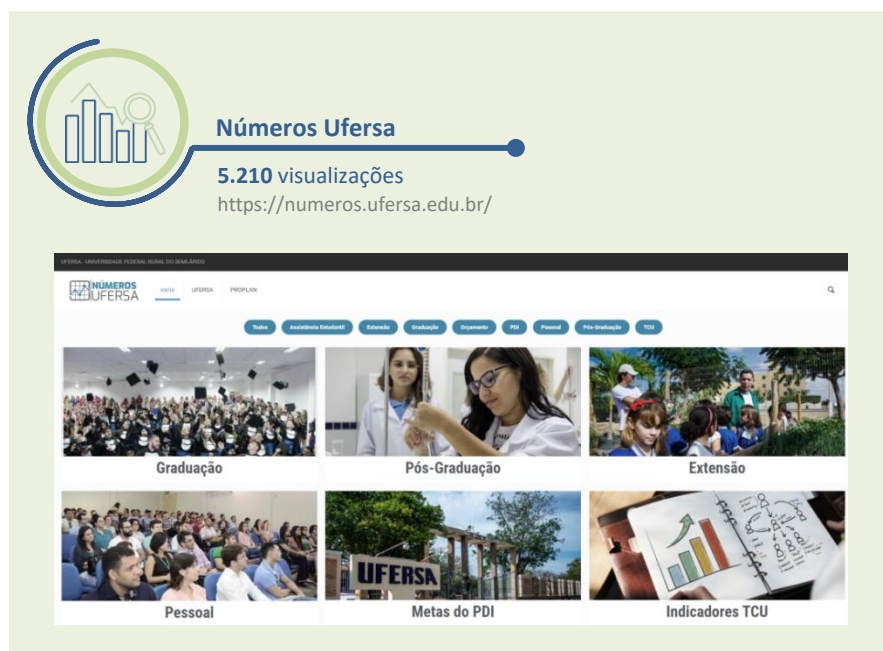 Números Ufersa
5.210 visualizações
https://numeros.ufersa.edu.br/
UFERSA - UNIVERSIDADE FEDERAL RURAL DO SEMI-ÁRIDO
NÚMEROS
UFERSA
Início UFERSA PROPLAN
Todos Assistência Estudantil Extensão Graduação Orçamento PDI Pessoal Pós-Graduação TCU
Graduação Pós-Graduação Extensão
UFERSA
Pessoal Metas do PDI Indicadores TCU